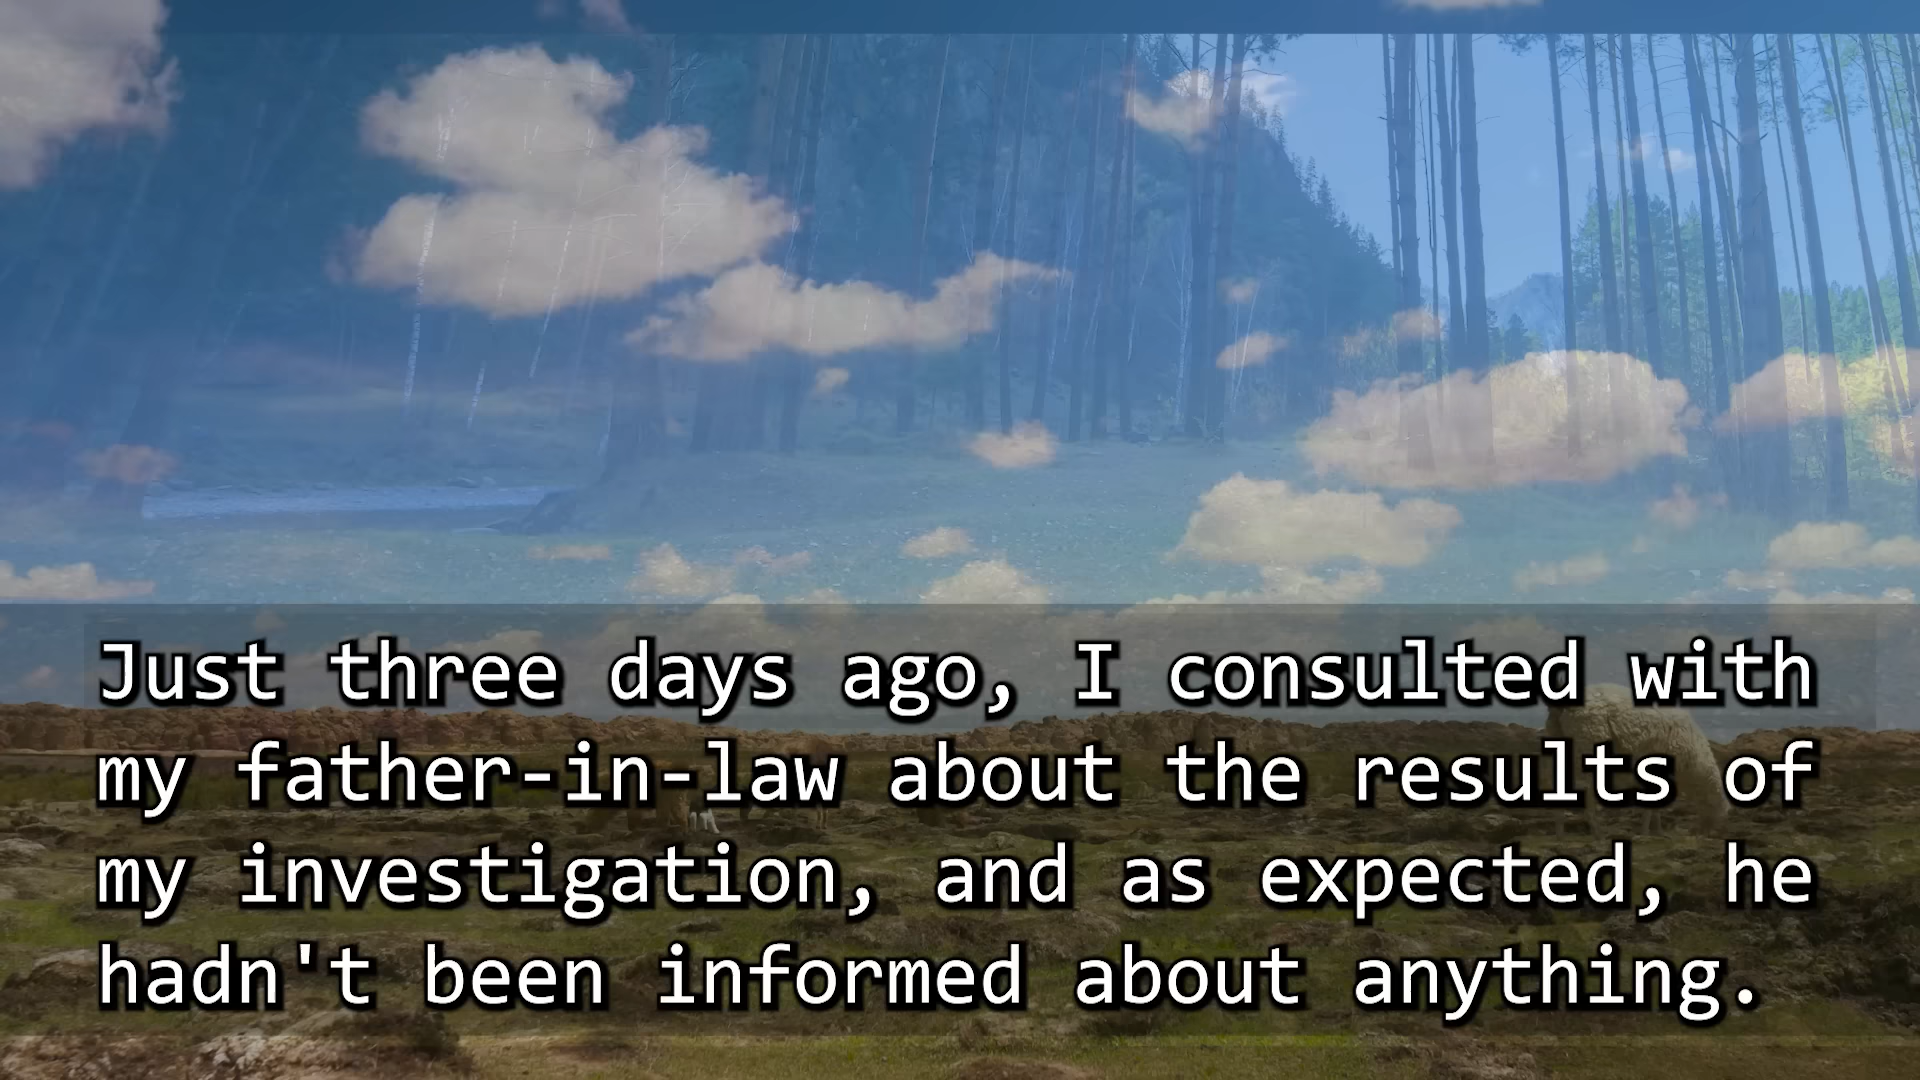 Just three days ago, I consulted with
my father-in-law about the results of
my investigation, and as expected, he
hadn't been informed about anything.